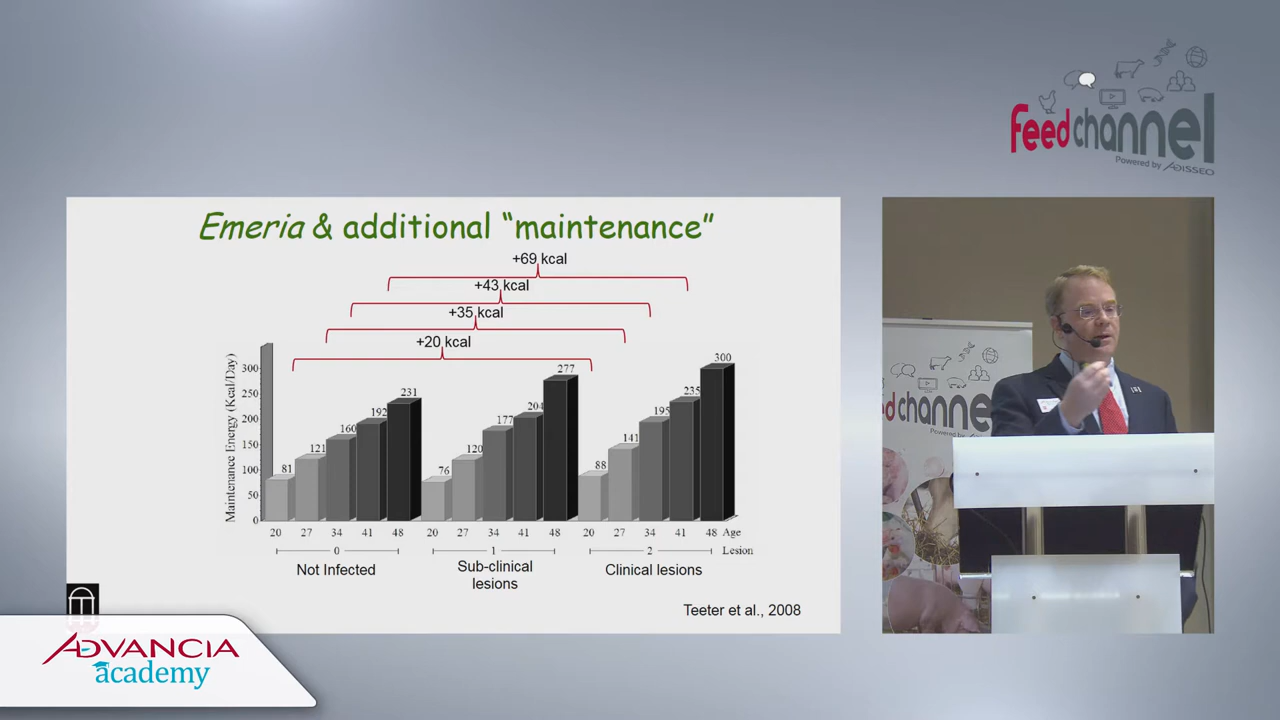 feedchannel
Powered by ADISSEO
Emeria & additional “maintenance”
+69 kcal
+43 kcal
+35 kcal
+20 kcal
Maintenance Energy (Kcal/Day)
300
250
200
150
100
50
0
81 121 160 192 231
76 120 177 204 277
88 141 195 235 300
20 27 34 41 48 20 27 34 41 48 20 27 34 41 48 Age
0 1 2 Lesion
Not Infected
Sub-clinical
lesions
Clinical lesions
Teeter et al., 2008
ADVANCIA
academy
edchannel
Powered by